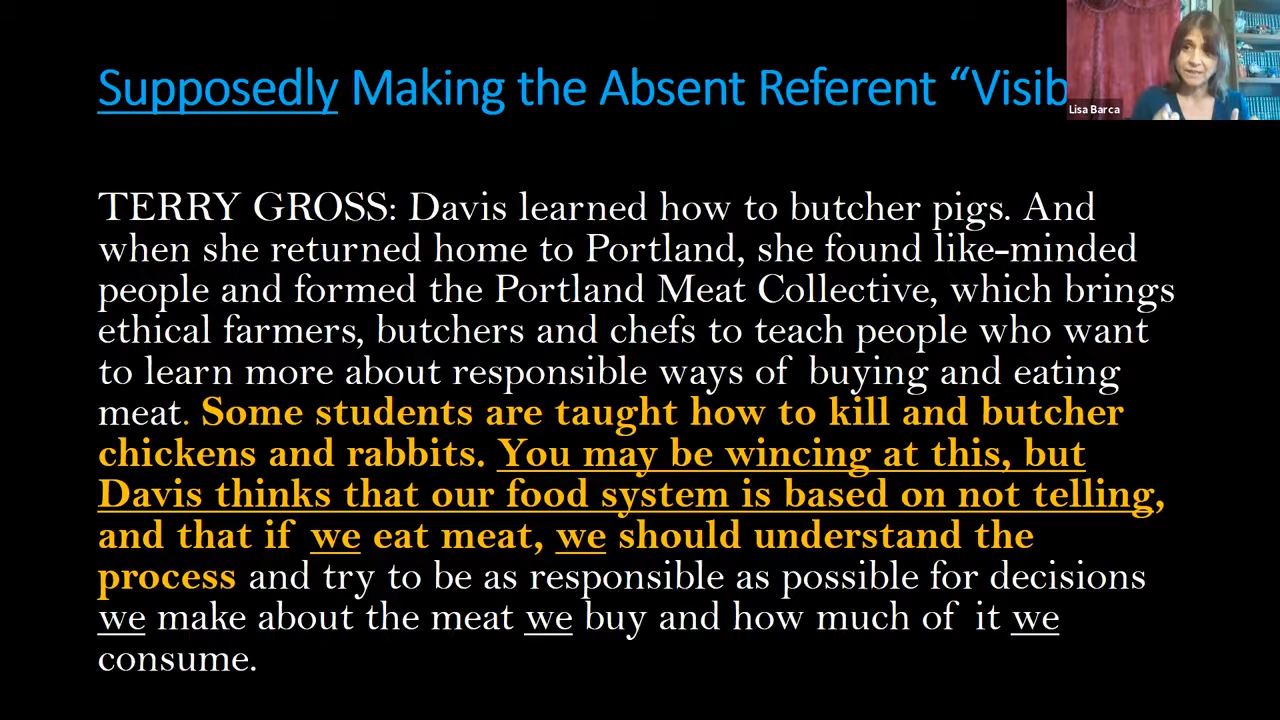 Supposedly Making the Absent Referent “Visib
Lisa Barca
TERRY GROSS: Davis learned how to butcher pigs. And
when she returned home to Portland, she found like-minded
people and formed the Portland Meat Collective, which brings
ethical farmers, butchers and chefs to teach people who want
to learn more about responsible ways of buying and eating
meat. Some students are taught how to kill and butcher
chickens and rabbits. You may be wincing at this, but
Davis thinks that our food system is based on not telling,
and that if we eat meat, we should understand the
process and try to be as responsible as possible for decisions
we make about the meat we buy and how much of it we
consume.